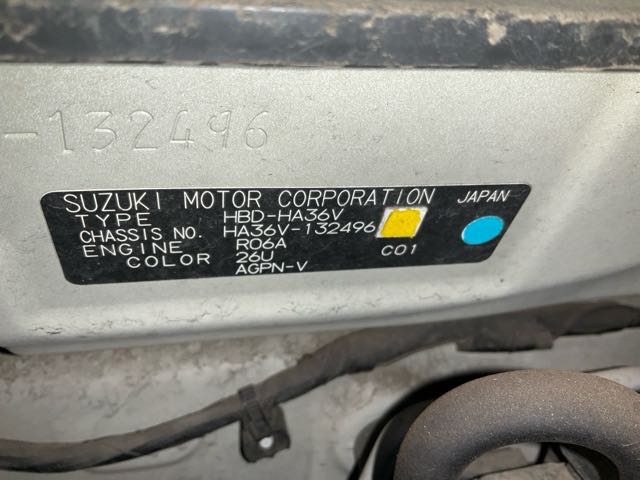 -132496
SUZUKI MOTOR CORPORATION JAPAN
TYPE HBD-HA36V
CHASSIS NO. HA36V-132496
ENGINE R06A C01
COLOR 26U
AGPN-V